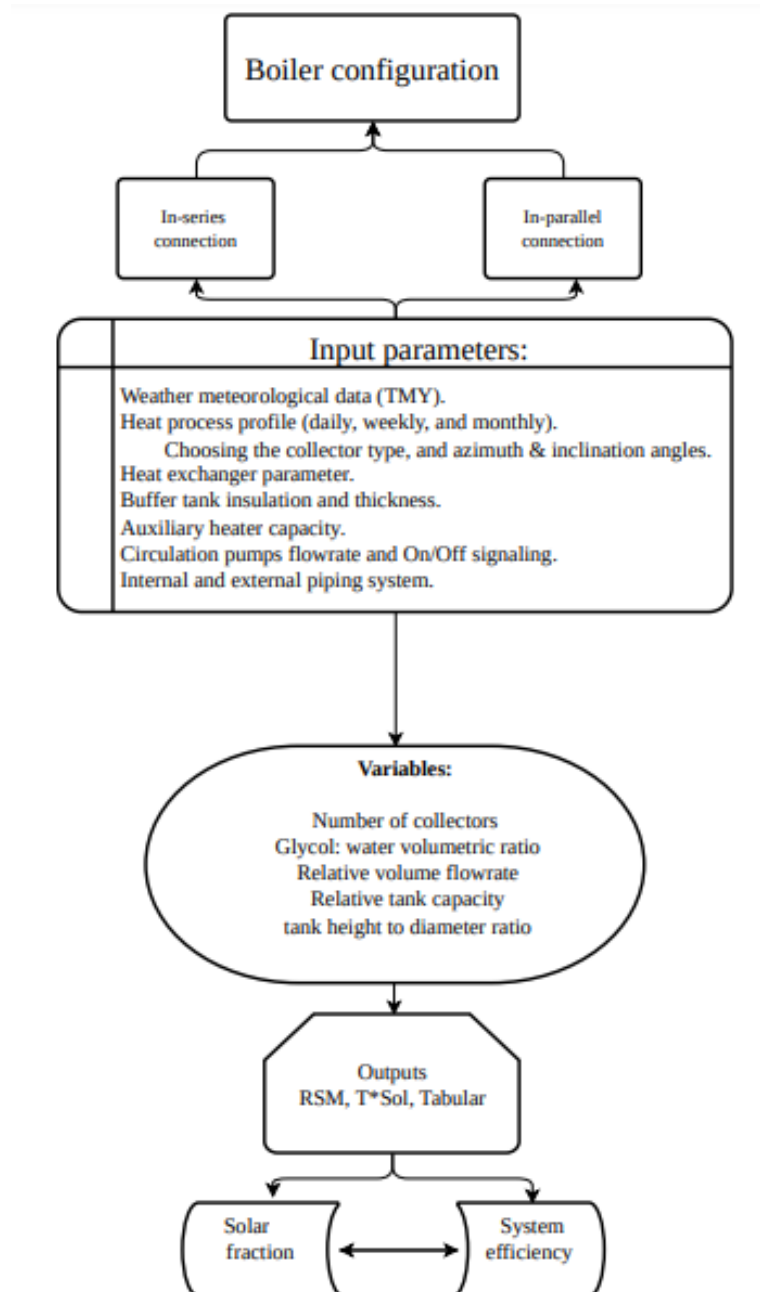 Boiler configuration
In-series
connection
In-parallel
connection
Input parameters:
Weather meteorological data (TMY).
Heat process profile (daily, weekly, and monthly).
Choosing the collector type, and azimuth & inclination angles.
Heat exchanger parameter.
Buffer tank insulation and thickness.
Auxiliary heater capacity.
Circulation pumps flowrate and On/Off signaling.
Internal and external piping system.
Variables:
Number of collectors
Glycol: water volumetric ratio
Relative volume flowrate
Relative tank capacity
tank height to diameter ratio
Outputs
RSM, T*Sol, Tabular
Solar
fraction
System
efficiency